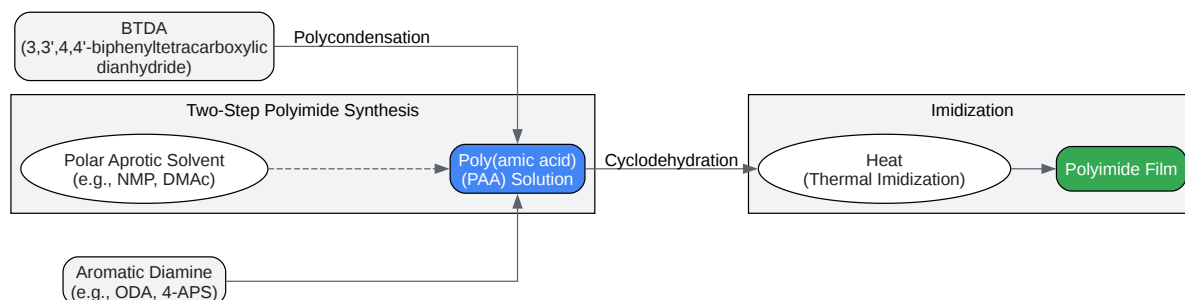 BTDA
(3,3',4,4'-biphenyltetracarboxylic
dianhydride)
Polycondensation
Two-Step Polyimide Synthesis
Imidization
Polar Aprotic Solvent
(e.g., NMP, DMAc)
Poly(amic acid)
(PAA) Solution
Cyclodehydration
Heat
(Thermal Imidization)
Polyimide Film
Aromatic Diamine
(e.g., ODA, 4-APS)